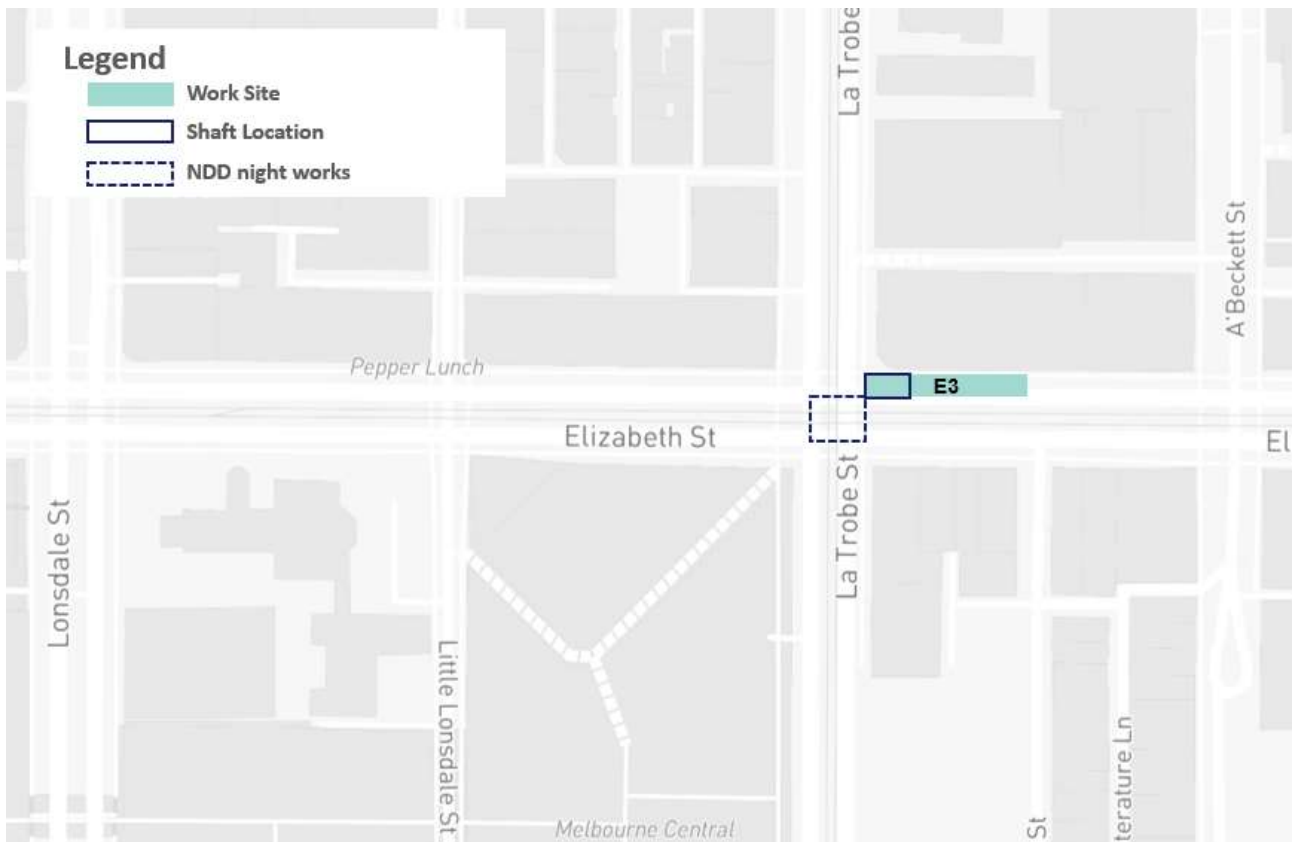 Legend
Work Site
Shaft Location
NDD night works
La Trobe
A'Beckett St
Pepper Lunch
E3
Elizabeth St
El
Lonsdale St
La Trobe St
Little Lonsdale St
terature Ln
St
Melbourne Central